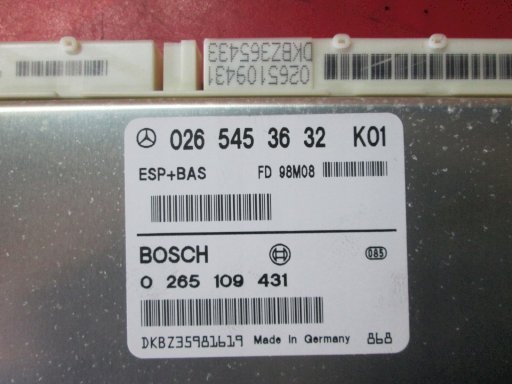 0265109431
DKBZ365433
026 545 36 32 K01
ESP+BAS FD 98M08
BOSCH 085
0 265 109 431
DKBZ35981619 Made In Germany 868